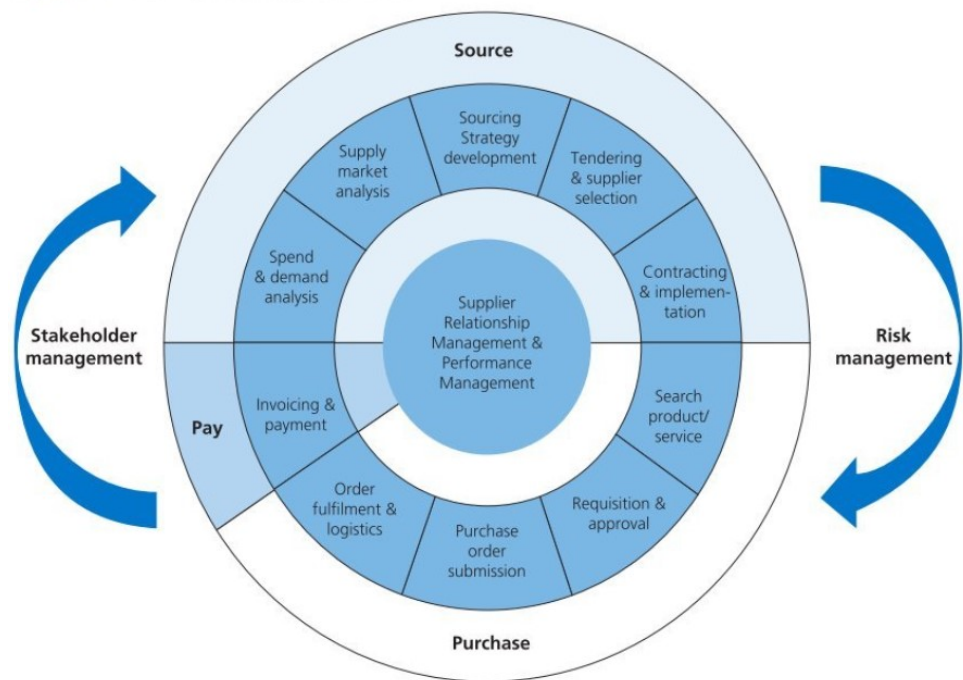 Source
Sourcing
Strategy
development
Supply
market
analysis
Tendering
& supplier
selection
Spend
& demand
analysis
Contracting
& implemen-
tation
Supplier
Relationship
Management &
Performance
Management
Stakeholder
management
Risk
management
Pay
Invoicing &
payment
Search
product/
service
Order
fulfilment &
logistics
Requisition &
approval
Purchase
order
submission
Purchase